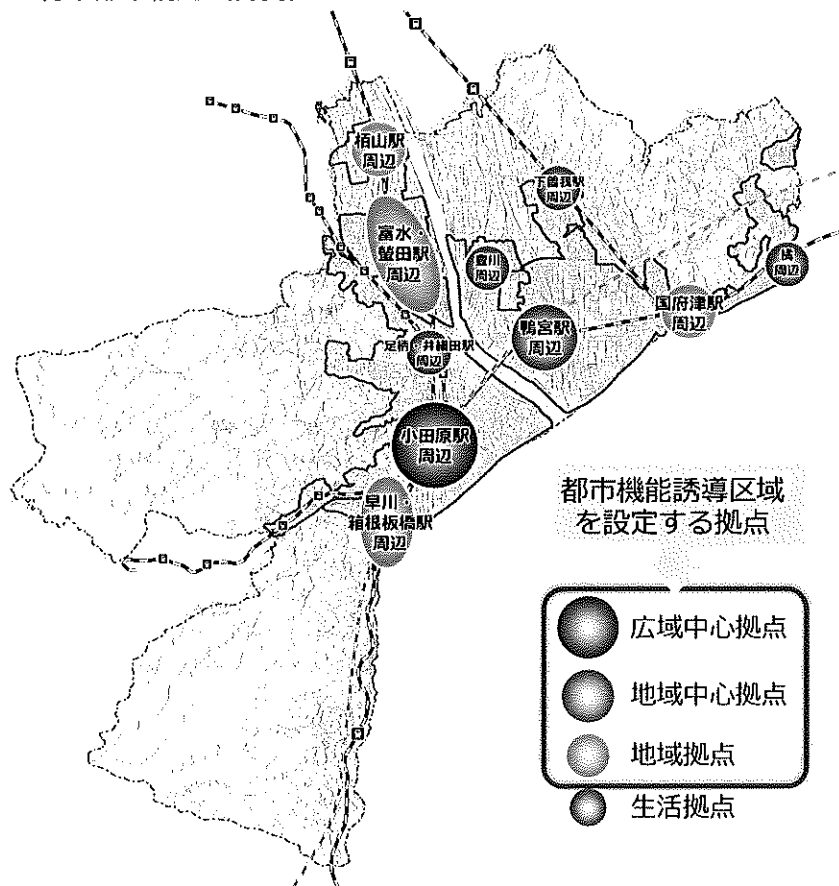 栢山駅
周辺
下曽我駅
周辺
富水・
螢田駅
周辺
豊川
周辺
橘
周辺
国府津駅
周辺
鴨宮駅
周辺
足柄・井細田駅
周辺
小田原駅
周辺
早川・
箱根板橋駅
周辺
都市機能誘導区域
を設定する拠点
広域中心拠点
地域中心拠点
地域拠点
生活拠点